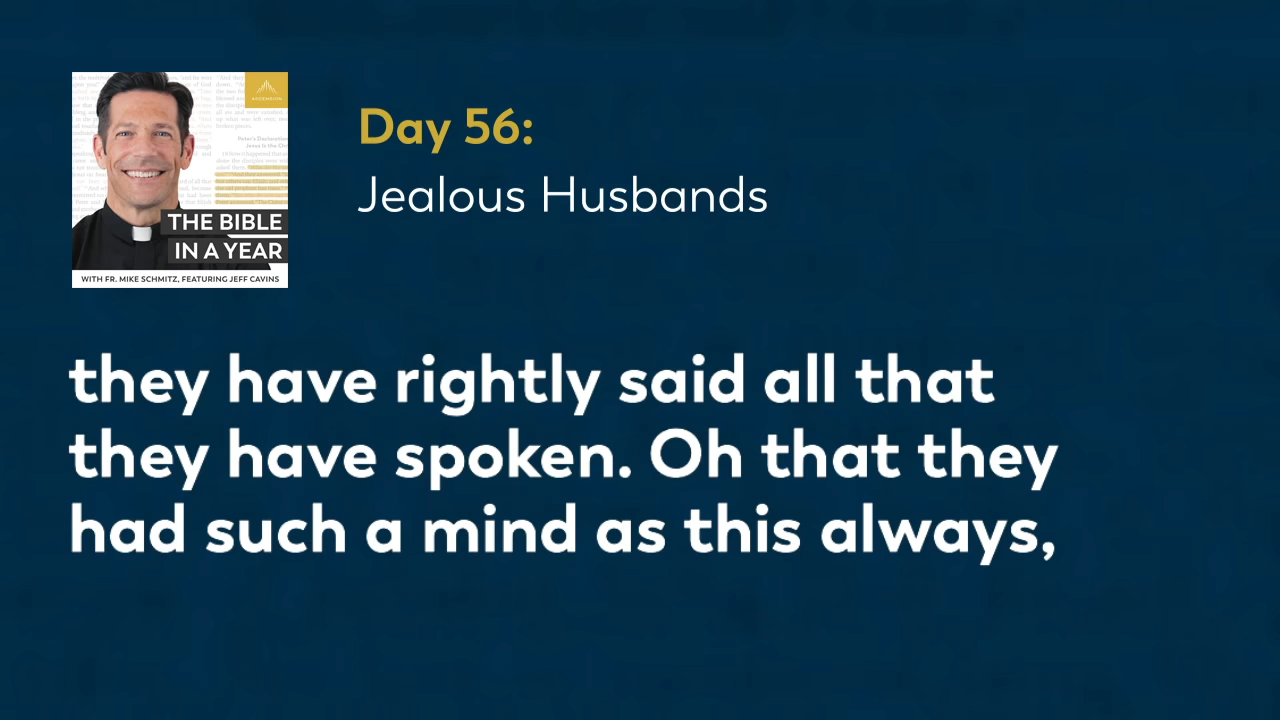 ASCENSION
THE BIBLE
IN A YEAR
WITH FR. MIKE SCHMITZ, FEATURING JEFF CAVINS
Day 56:
Jealous Husbands
they have rightly said all that
they have spoken. Oh that they
had such a mind as this always,